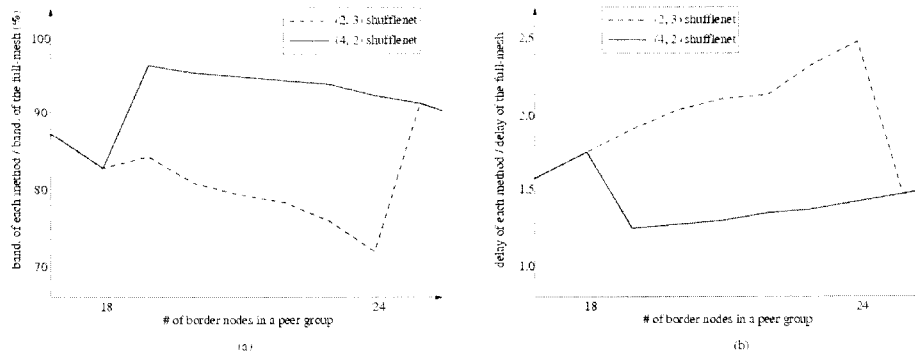 band. of each method / band. of the full-mesh (%)
100
90
80
70
(2, 3) shufflenet
(4, 2) shufflenet
18
24
# of border nodes in a peer group
(a)
delay of each method / delay of the full-mesh
2.5
2.0
1.5
1.0
(2, 3) shufflenet
(4, 2) shufflenet
18
24
# of border nodes in a peer group
(b)